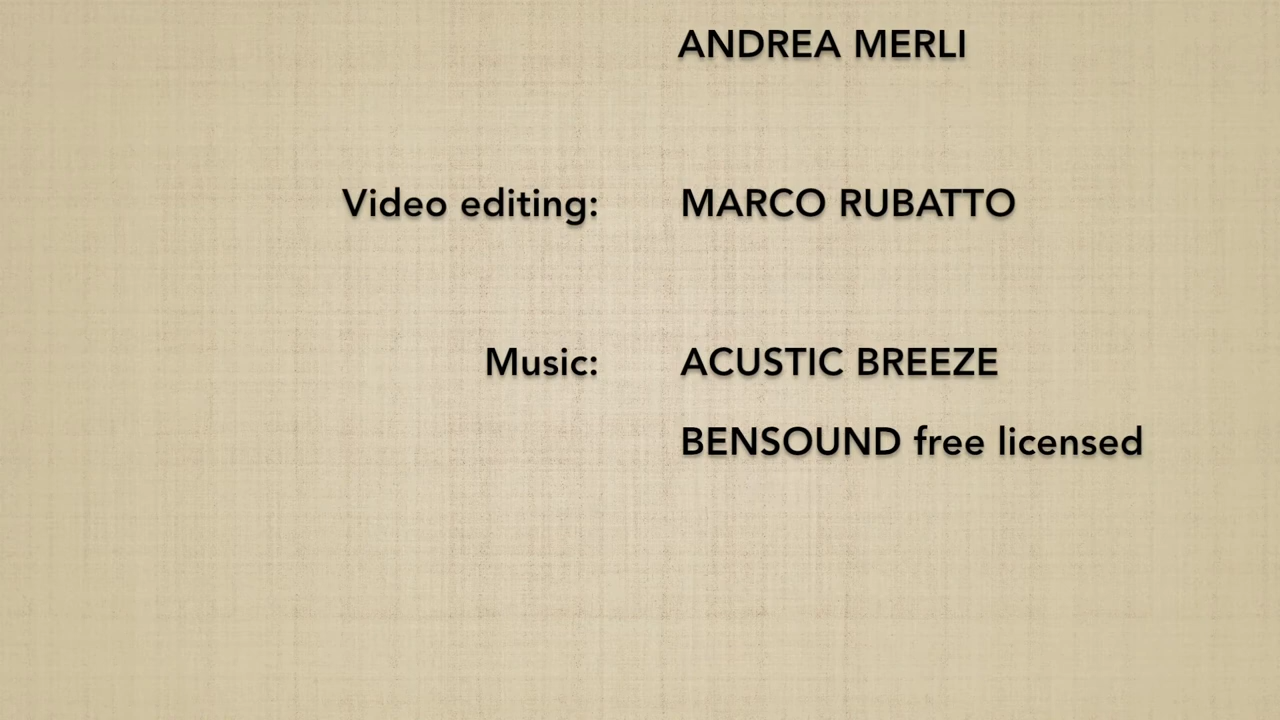 ANDREA MERLI
Video editing: MARCO RUBATTO
Music: ACUSTIC BREEZE
BENSOUND free licensed